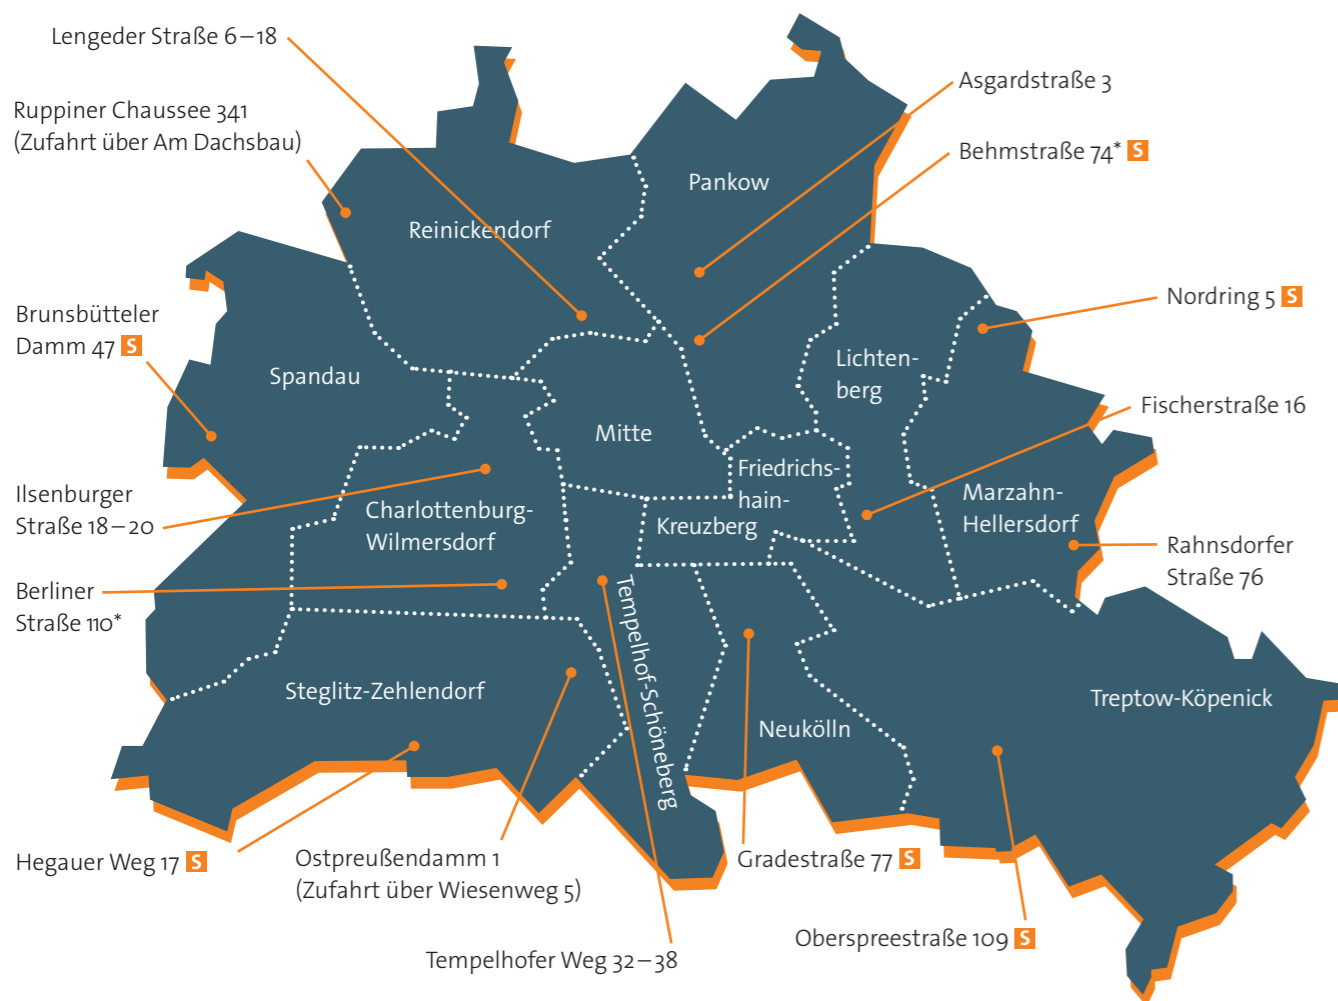 Lengeder Straße 6–18
Ruppiner Chaussee 341
(Zufahrt über Am Dachsbau)
Asgardstraße 3
Behmstraße 74* S
Pankow
Reinickendorf
Nordring 5 S
Brunsbütteler
Damm 47 S
Spandau
Lichten-
berg
Fischerstraße 16
Mitte
Friedrichs-
hain-
Kreuzberg
Marzahn-
Hellersdorf
Ilsenburger
Straße 18–20
Charlottenburg-
Wilmersdorf
Rahnsdorfer
Straße 76
Berliner
Straße 110*
Tempelhof-Schöneberg
Steglitz-Zehlendorf
Treptow-Köpenick
Neukölln
Hegauer Weg 17 S
Ostpreußendamm 1
(Zufahrt über Wiesenweg 5)
Gradestraße 77 S
Oberspreestraße 109 S
Tempelhofer Weg 32–38